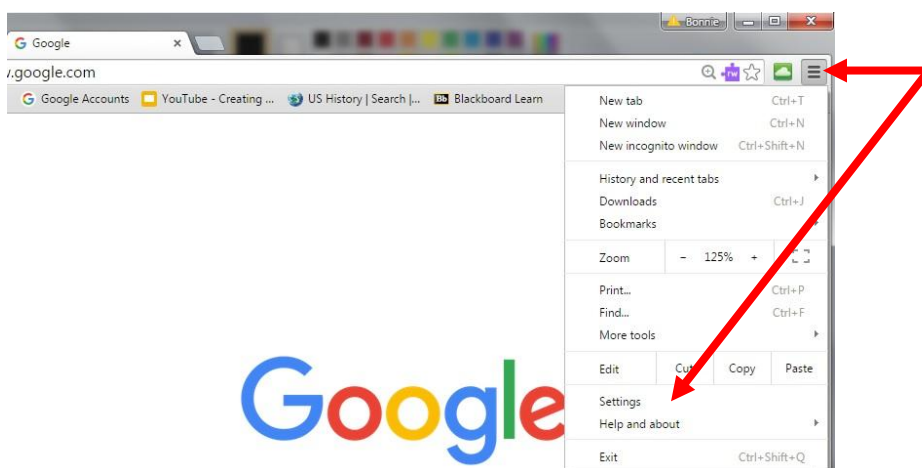 Bonnie
Google
v.google.com
rw
Google Accounts YouTube - Creating ... US History | Search |... Bb Blackboard Learn
New tab Ctrl+T
New window Ctrl+N
New incognito window Ctrl+Shift+N
History and recent tabs
Downloads Ctrl+J
Bookmarks
Zoom - 125% +
Print... Ctrl+P
Find... Ctrl+F
More tools
Edit Cut Copy Paste
Settings
Help and about
Exit Ctrl+Shift+Q
Google